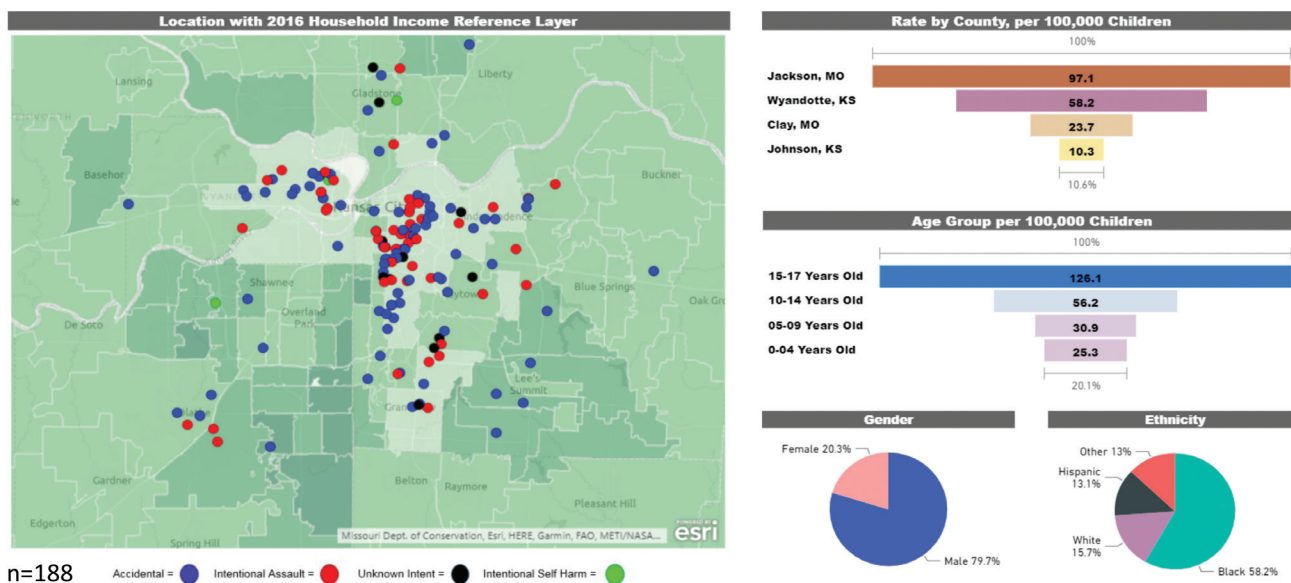 Location with 2016 Household Income Reference Layer
Lansing
Liberty
Gladstone
Basehor
Buckner
Kansas City
Independence
Shawnee
Overland
Park
Blue Springs
Oak Gro
De Soto
Lee's
Summit
Gardner
Belton
Raymore
Pleasant Hill
Edgerton
Spring Hill
Missouri Dept. of Conservation, Esri, HERE, Garmin, FAO, METI/NASA...
POWERED BY
esri
n=188
Accidental =
Intentional Assault =
Unknown Intent =
Intentional Self Harm =
Rate by County, per 100,000 Children
100%
Jackson, MO 97.1
Wyandotte, KS 58.2
Clay, MO 23.7
Johnson, KS 10.3
10.6%
Age Group per 100,000 Children
100%
15-17 Years Old 126.1
10-14 Years Old 56.2
05-09 Years Old 30.9
0-04 Years Old 25.3
20.1%
Gender
Female 20.3%
Male 79.7%
Ethnicity
Other 13%
Hispanic
13.1%
White
15.7%
Black 58.2%